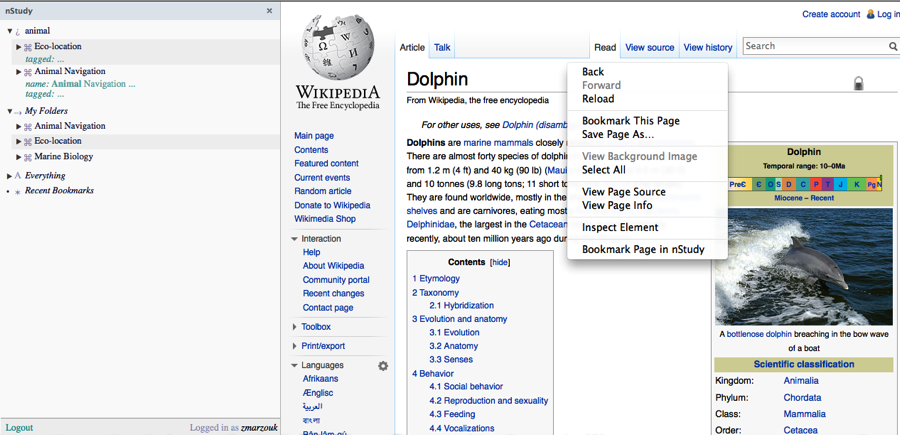 nStudy
animal
Eco-location
tagged: ...
Animal Navigation
name: Animal Navigation ...
tagged: ...
My Folders
Animal Navigation
Eco-location
Marine Biology
A Everything
Recent Bookmarks
Logout
Logged in as zmarzouk
WIKIPEDIA
The Free Encyclopedia
Main page
Contents
Featured content
Current events
Random article
Donate to Wikipedia
Wikimedia Shop
Interaction
Help
About Wikipedia
Community portal
Recent changes
Contact page
Toolbox
Print/export
Languages
Afrikaans
Ænglisc
العربية
বাংলা
Bân-lâm-gú
Create account
Log in
Article
Talk
Read
View source
View history
Search
Dolphin
From Wikipedia, the free encyclopedia
For other uses, see Dolphin (disamb
Dolphins are marine mammals closely
There are almost forty species of dolphin
from 1.2 m (4 ft) and 40 kg (90 lb) (Maui
and 10 tonnes (9.8 long tons; 11 short to
They are found worldwide, mostly in the
shelves and are carnivores, eating most
Delphinidae, the largest in the Cetacean
recently, about ten million years ago duri
Contents [hide]
1 Etymology
2 Taxonomy
2.1 Hybridization
3 Evolution and anatomy
3.1 Evolution
3.2 Anatomy
3.3 Senses
4 Behavior
4.1 Social behavior
4.2 Reproduction and sexuality
4.3 Feeding
4.4 Vocalizations
Back
Forward
Reload
Bookmark This Page
Save Page As...
View Background Image
Select All
View Page Source
View Page Info
Inspect Element
Bookmark Page in nStudy
Dolphin
Temporal range: 10–0Ma
PreЄ Є O S D C P T J K Pg N
Miocene – Recent
A bottlenose dolphin breaching in the bow wave
of a boat
Scientific classification
Kingdom: Animalia
Phylum: Chordata
Class: Mammalia
Order: Cetacea